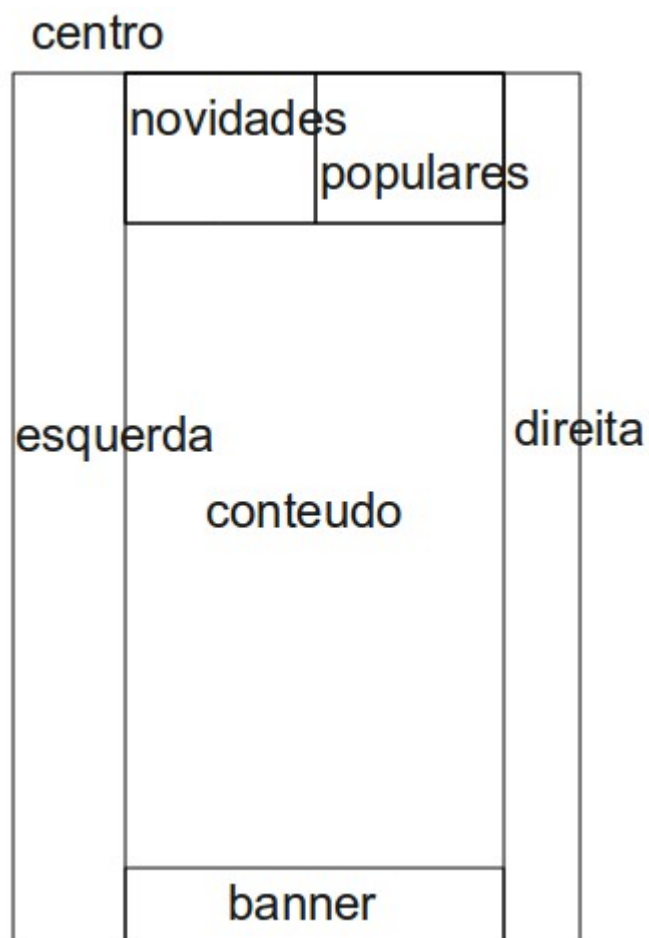 centro
novidades
populares
esquerda
direita
conteudo
banner